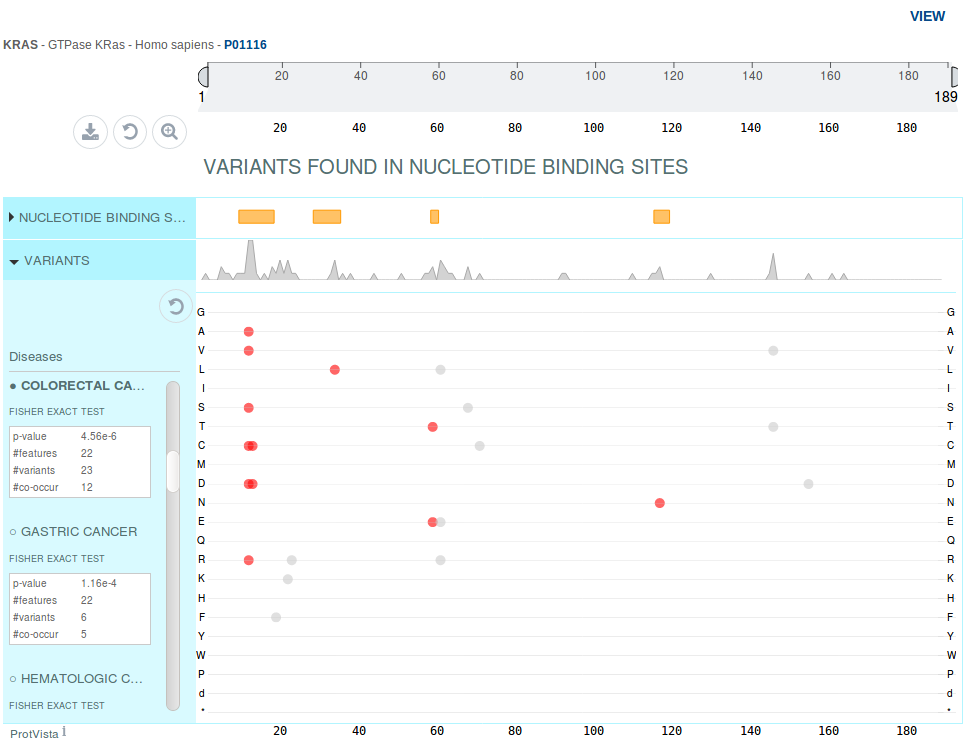 VIEW
KRAS - GTPase KRas - Homo sapiens - P01116
20 40 60 80 100 120 140 160 180
1 189
20 40 60 80 100 120 140 160 180
VARIANTS FOUND IN NUCLEOTIDE BINDING SITES
NUCLEOTIDE BINDING S...
VARIANTS
G G
A A
V V
Diseases
L L
I I
COLORECTAL CA...
S S
FISHER EXACT TEST
T T
p-value 4.56e-6
C C
#features 22
M M
#variants 23
D D
#co-occur 12
N N
E E
GASTRIC CANCER
Q Q
FISHER EXACT TEST
R R
p-value 1.16e-4
K K
#features 22
H H
#variants 6
F F
#co-occur 5
Y Y
W W
HEMATOLOGIC C...
P P
d d
FISHER EXACT TEST
* *
ProtVista i
20 40 60 80 100 120 140 160 180